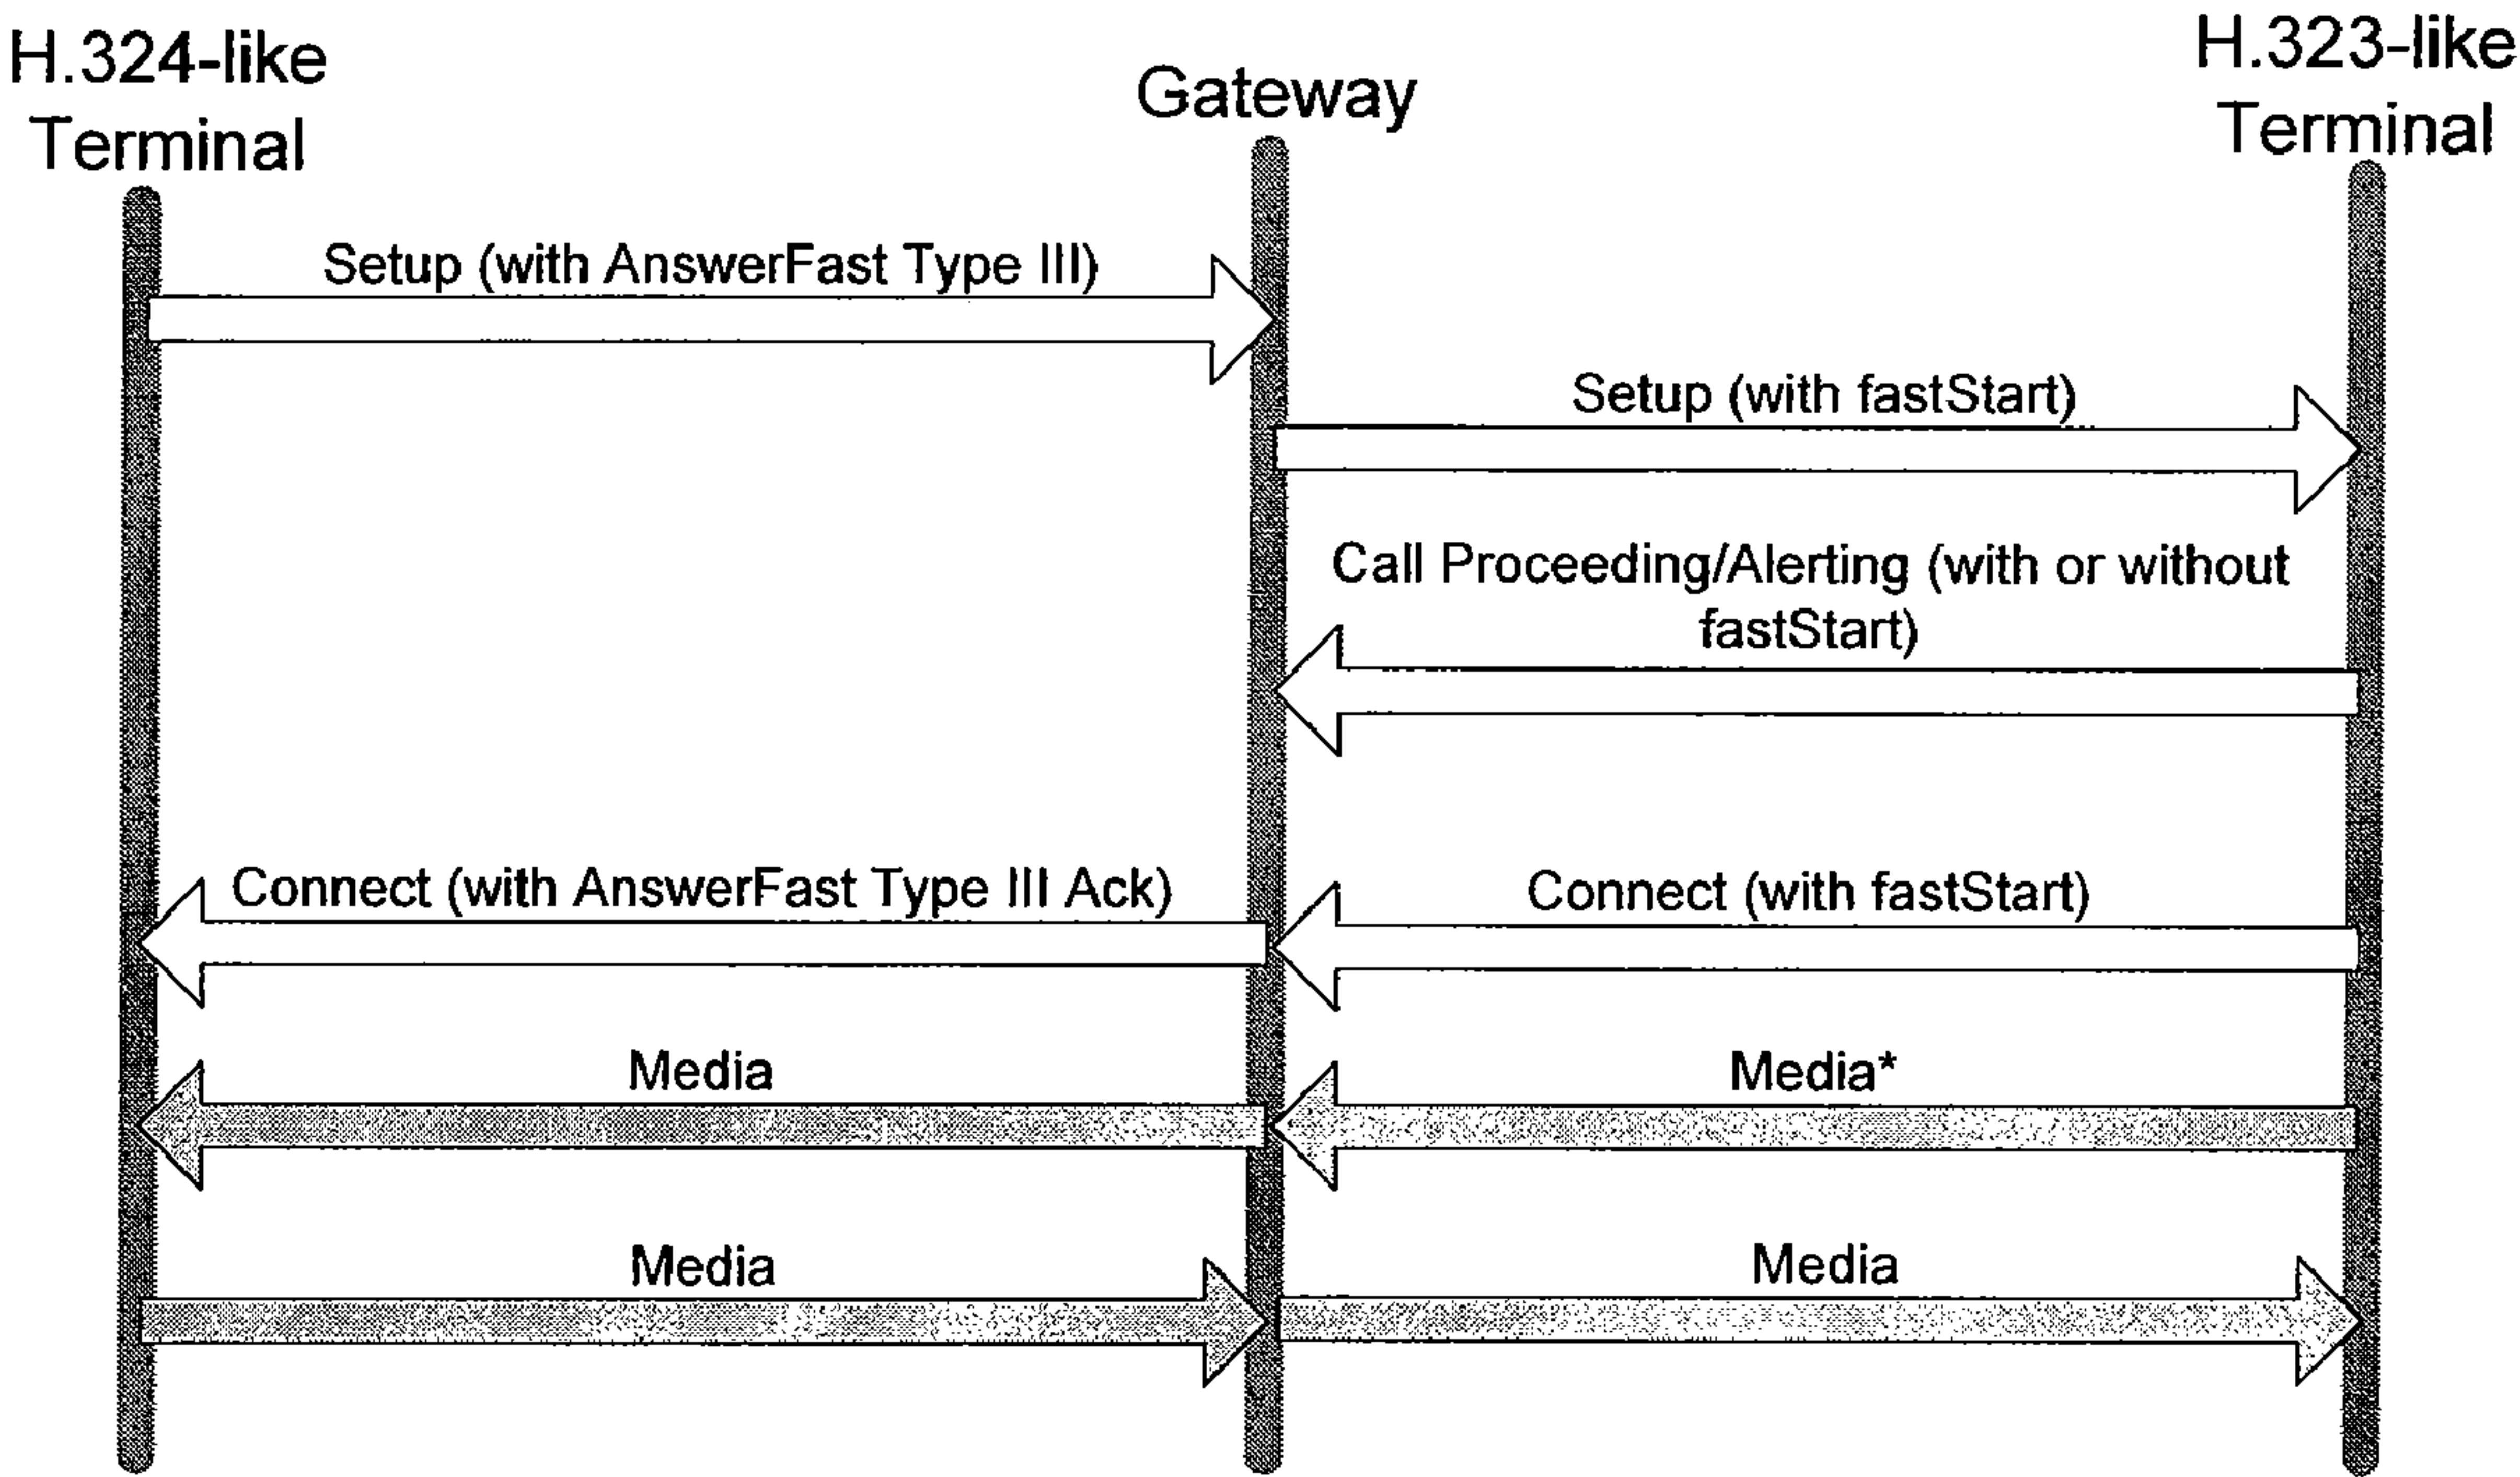 H.324-like
Terminal
Gateway
H.323-like
Terminal
Setup (with AnswerFast Type III)
Setup (with fastStart)
Call Proceeding/Alerting (with or without
fastStart)
Connect (with AnswerFast Type III Ack)
Connect (with fastStart)
Media
Media*
Media
Media